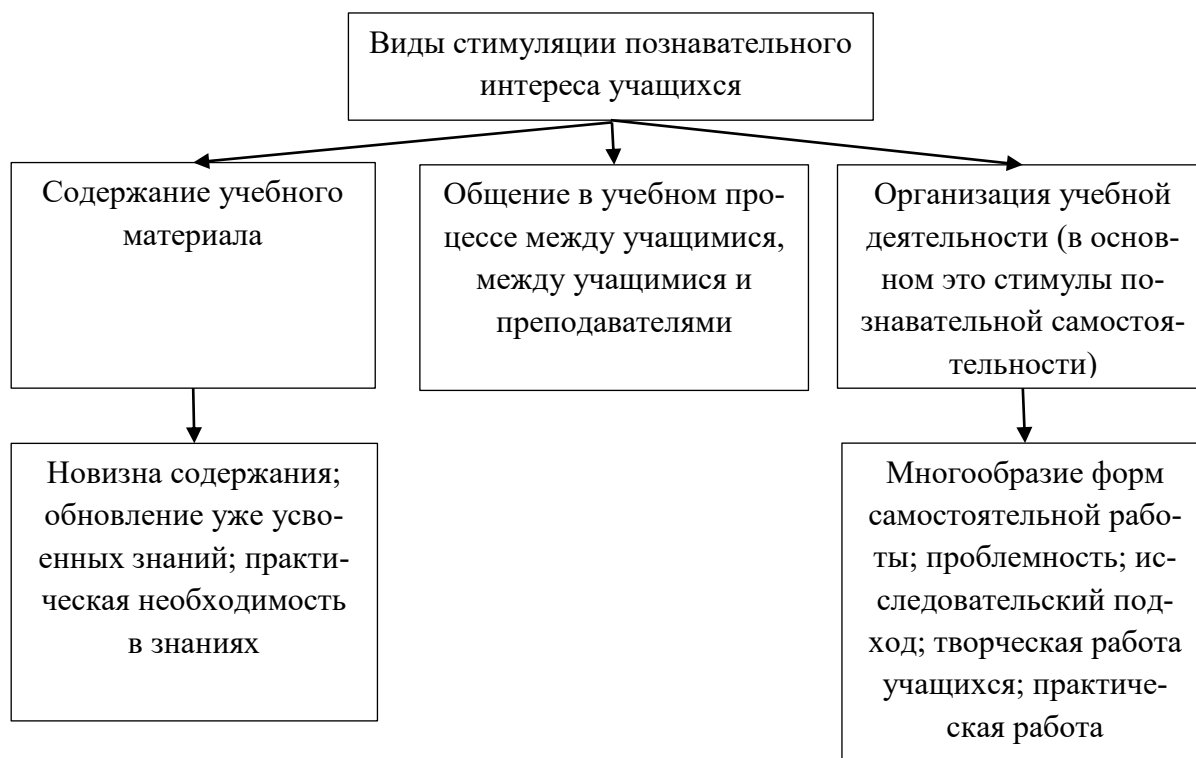 Виды стимуляции познавательного
интереса учащихся
Содержание учебного
материала
Общение в учебном про-
цессе между учащимися,
между учащимися и
преподавателями
Организация учебной
деятельности (в основ-
ном это стимулы по-
знавательной самостоя-
тельности)
Новизна содержания;
обновление уже усво-
енных знаний; практи-
ческая необходимость
в знаниях
Многообразие форм
самостоятельной рабо-
ты; проблемность; ис-
следовательский под-
ход; творческая работа
учащихся; практиче-
ская работа